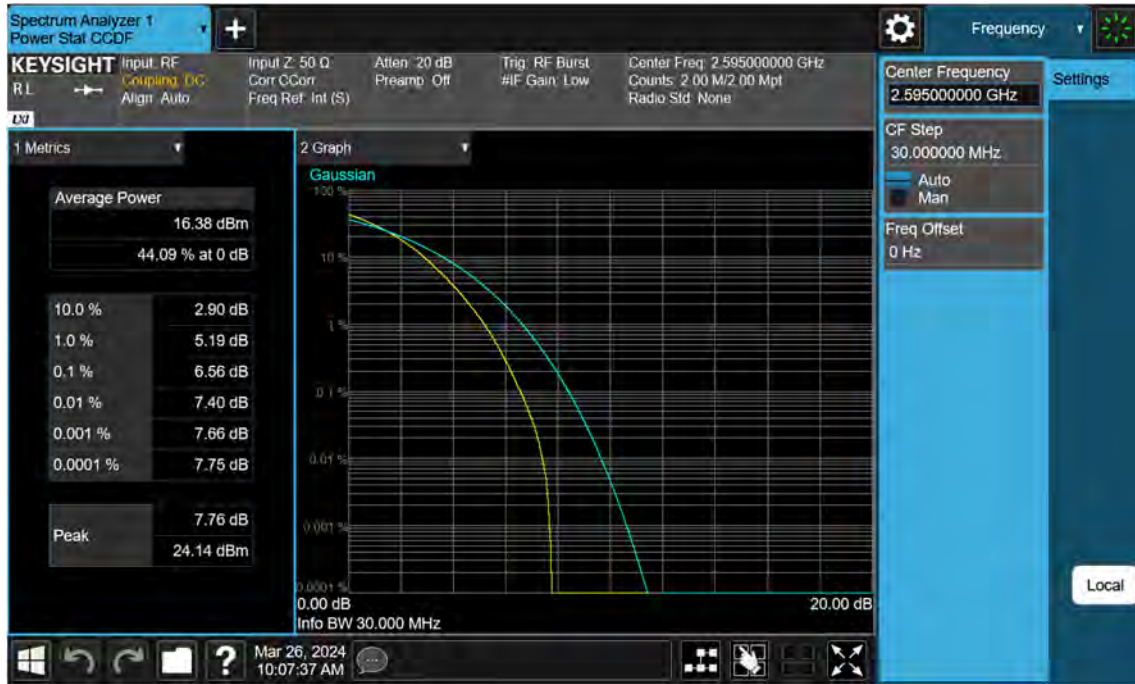 Spectrum Analyzer 1
Power Stat CCDF
+
Frequency
KEYSIGHT
RL
LXI
Input: RF
Coupling: DC
Align: Auto
Input Z: 50 Ω
Corr CCorr
Freq Ref: Int (S)
Atten: 20 dB
Preamp: Off
Trig: RF Burst
#IF Gain: Low
Center Freq: 2.595000000 GHz
Counts: 2.00 M/2.00 Mpt
Radio Std: None
Center Frequency
2.595000000 GHz
Settings
CF Step
30.000000 MHz
Auto
Man
Freq Offset
0 Hz
Local
1 Metrics
Average Power
16.38 dBm
44.09 % at 0 dB
10.0 % 2.90 dB
1.0 % 5.19 dB
0.1 % 6.56 dB
0.01 % 7.40 dB
0.001 % 7.66 dB
0.0001 % 7.75 dB
Peak
7.76 dB
24.14 dBm
2 Graph
Gaussian
100 %
10 %
1 %
0.1 %
0.01 %
0.001 %
0.0001 %
0.00 dB 20.00 dB
Info BW 30.000 MHz
?
Mar 26, 2024
10:07:37 AM